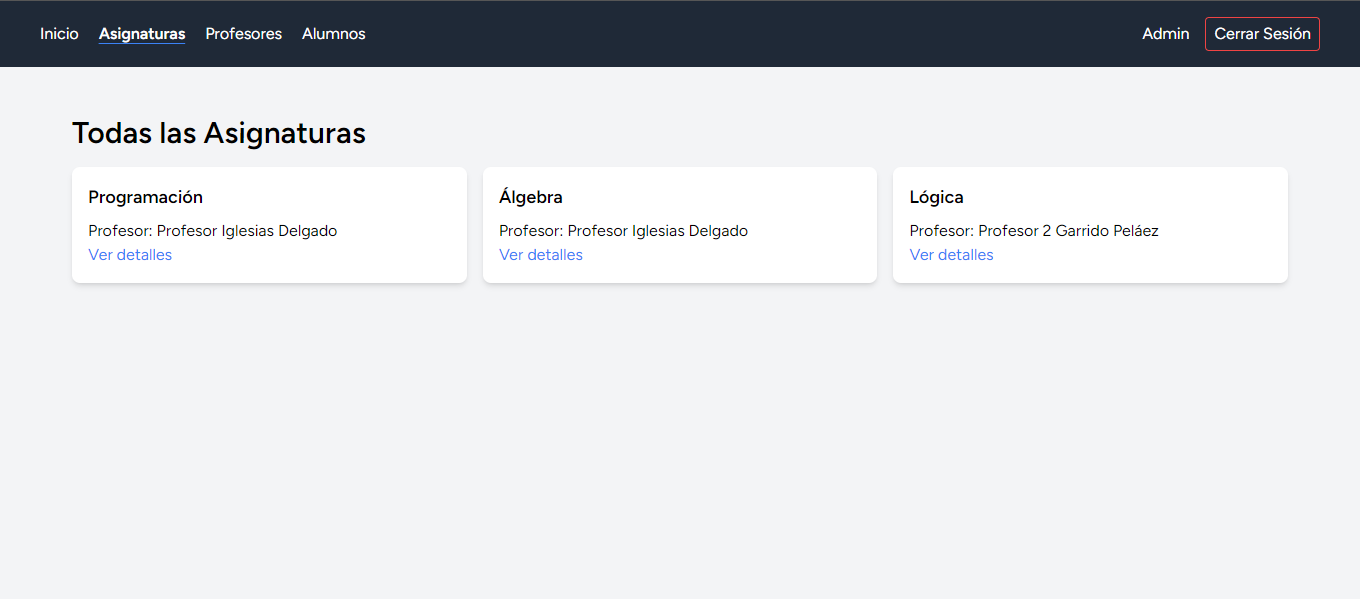 Inicio Asignaturas Profesores Alumnos Admin Cerrar Sesión
Todas las Asignaturas
Programación
Profesor: Profesor Iglesias Delgado
Ver detalles
Álgebra
Profesor: Profesor Iglesias Delgado
Ver detalles
Lógica
Profesor: Profesor 2 Garrido Peláez
Ver detalles